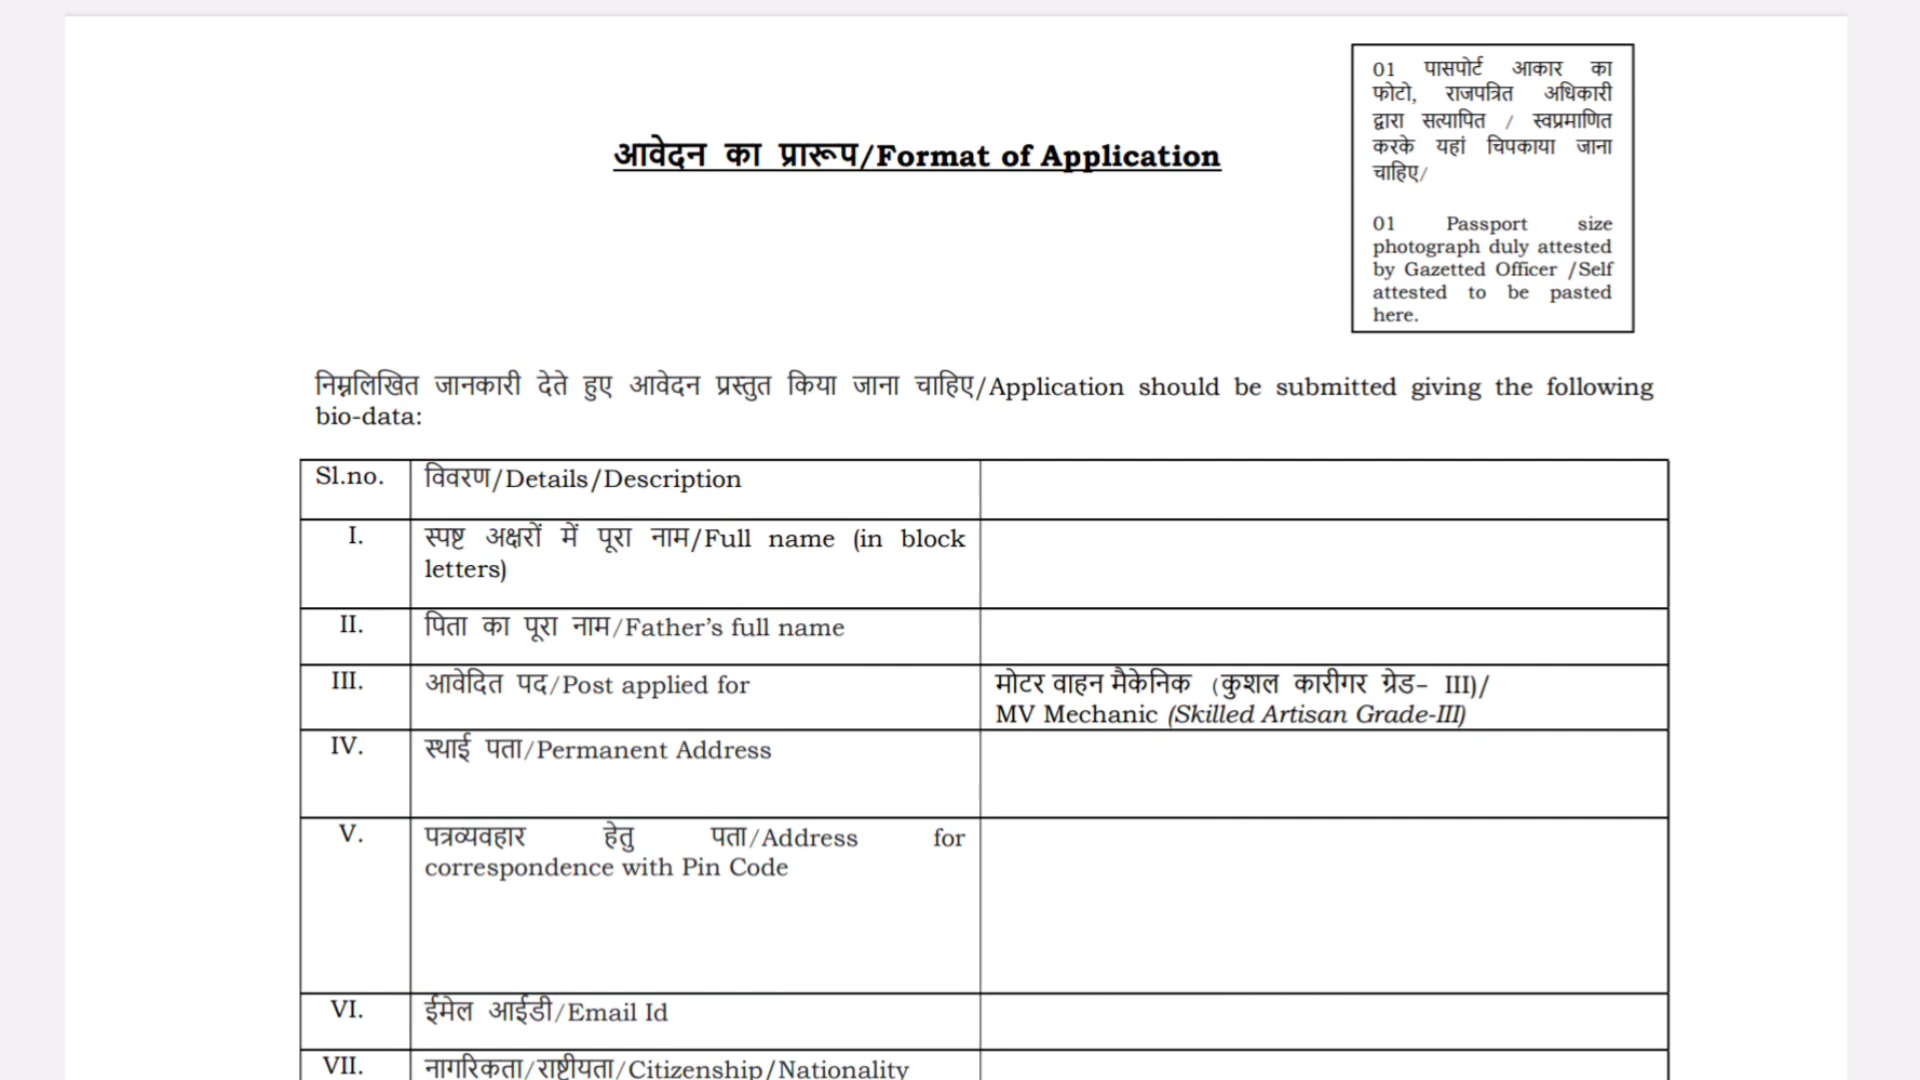 01 पासपोर्ट आकार का
फोटो, राजपत्रित अधिकारी
द्वारा सत्यापित / स्वप्रमाणित
करके यहां चिपकाया जाना
चाहिए/
01 Passport size
photograph duly attested
by Gazetted Officer /Self
attested to be pasted
here.
आवेदन का प्रारूप/Format of Application
निम्नलिखित जानकारी देते हुए आवेदन प्रस्तुत किया जाना चाहिए/Application should be submitted giving the following
bio-data:
Sl.no. विवरण/Details/Description
I. स्पष्ट अक्षरों में पूरा नाम/Full name (in block
letters)
II. पिता का पूरा नाम/Father's full name
III. आवेदित पद/Post applied for मोटर वाहन मैकेनिक (कुशल कारीगर ग्रेड- III)/
MV Mechanic (Skilled Artisan Grade-III)
IV. स्थाई पता/Permanent Address
V. पत्रव्यवहार हेतु पता/Address for
correspondence with Pin Code
VI. ईमेल आईडी/Email Id
VII. नागरिकता/राष्ट्रीयता/Citizenship/Nationality